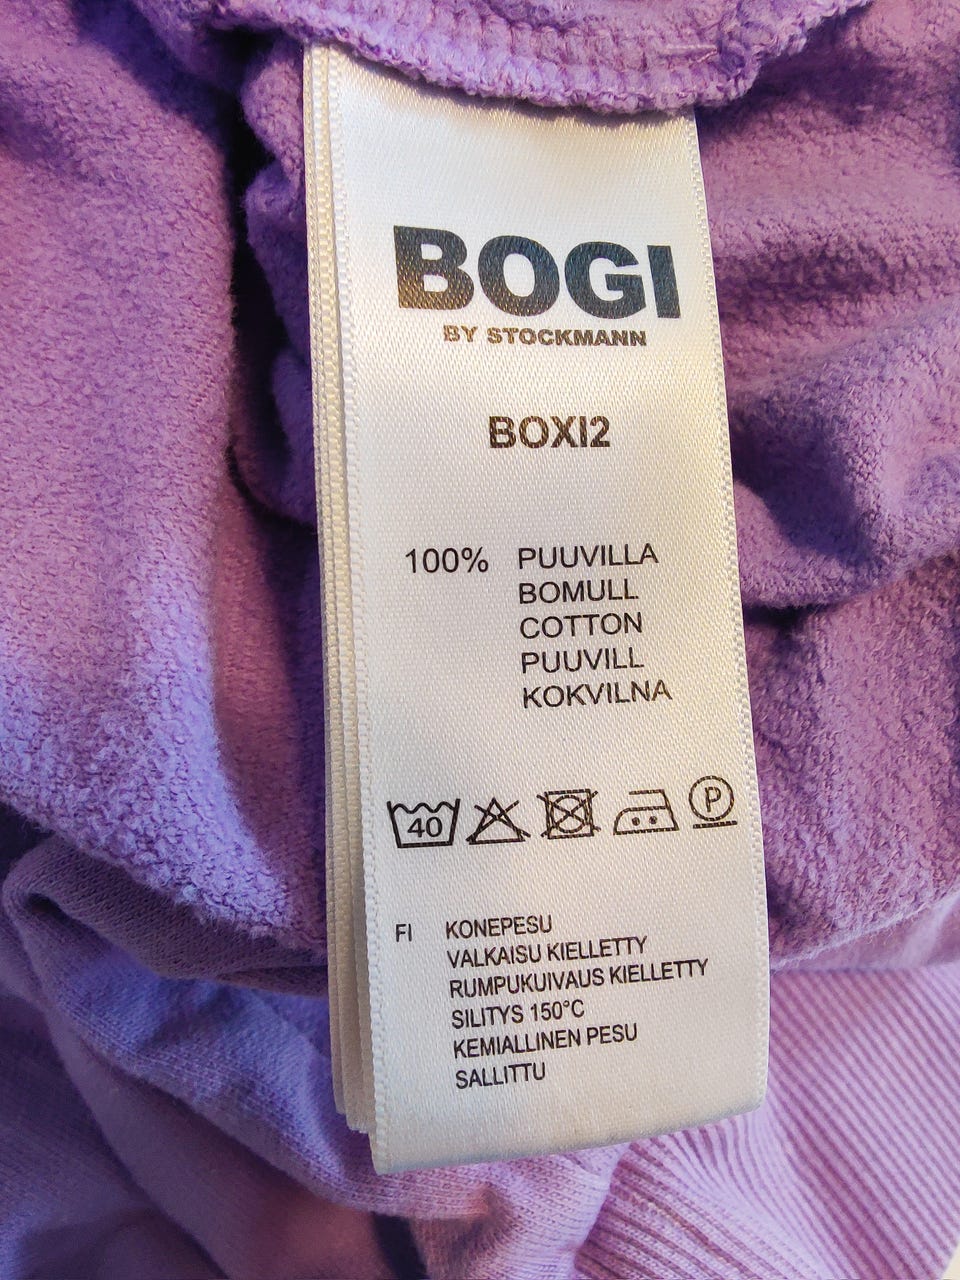 BOGI
BY STOCKMANN
BOXI2
100% PUUVILLA
BOMULL
COTTON
PUUVILL
KOKVILNA
40 P
FI KONEPESU
VALKAISU KIELLETTY
RUMPUKUIVAUS KIELLETTY
SILITYS 150°C
KEMIALLINEN PESU
SALLITTU